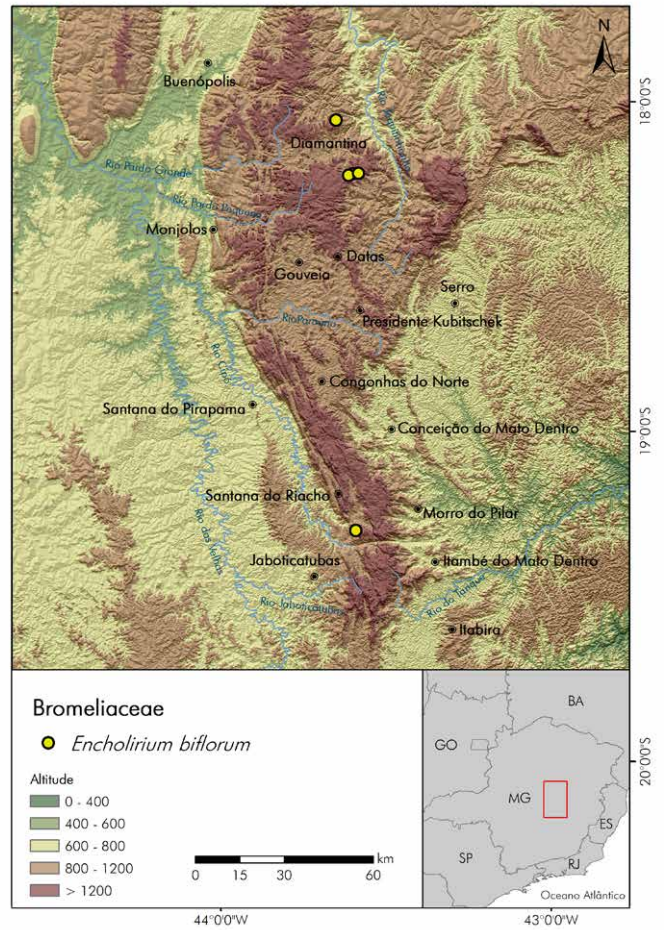 N
Buenópolis
18°0'0"S
Diamantina
Rio Pardo Grande
Rio Pardo Pequeno
Monjolos
Datas
Gouveia
Serro
Rio Paraúna
Presidente Kubitschek
Rio Cipó
Congonhas do Norte
Santana do Pirapama
Conceição do Mato Dentro
19°0'0"S
Santana do Riacho
Morro do Pilar
Rio das Velhas
Jaboticatubas
Itambé do Mato Dentro
Rio Jaboticatubas
Rio do Tanque
Itabira
Bromeliaceae
Encholirium biflorum
Altitude
0 - 400
400 - 600
600 - 800
800 - 1200
> 1200
km
0 15 30 60
BA
GO
20°0'0"S
MG
ES
SP
RJ
Oceano Atlântico
44°0'0"W
43°0'0"W